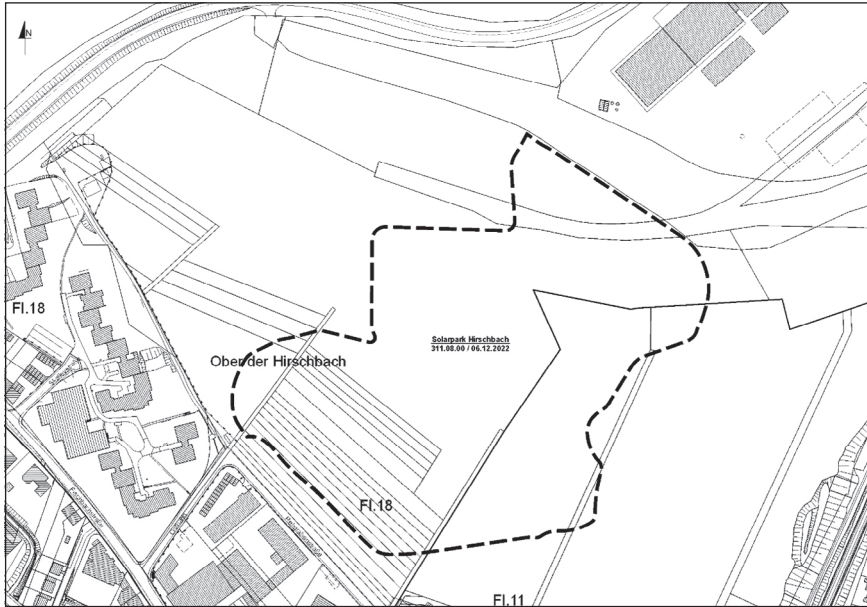 N
Fl.18
Solarpark Hirschbach
311.08.00 / 06.12.2022
Ober der Hirschbach
Fl.18
Fl.11